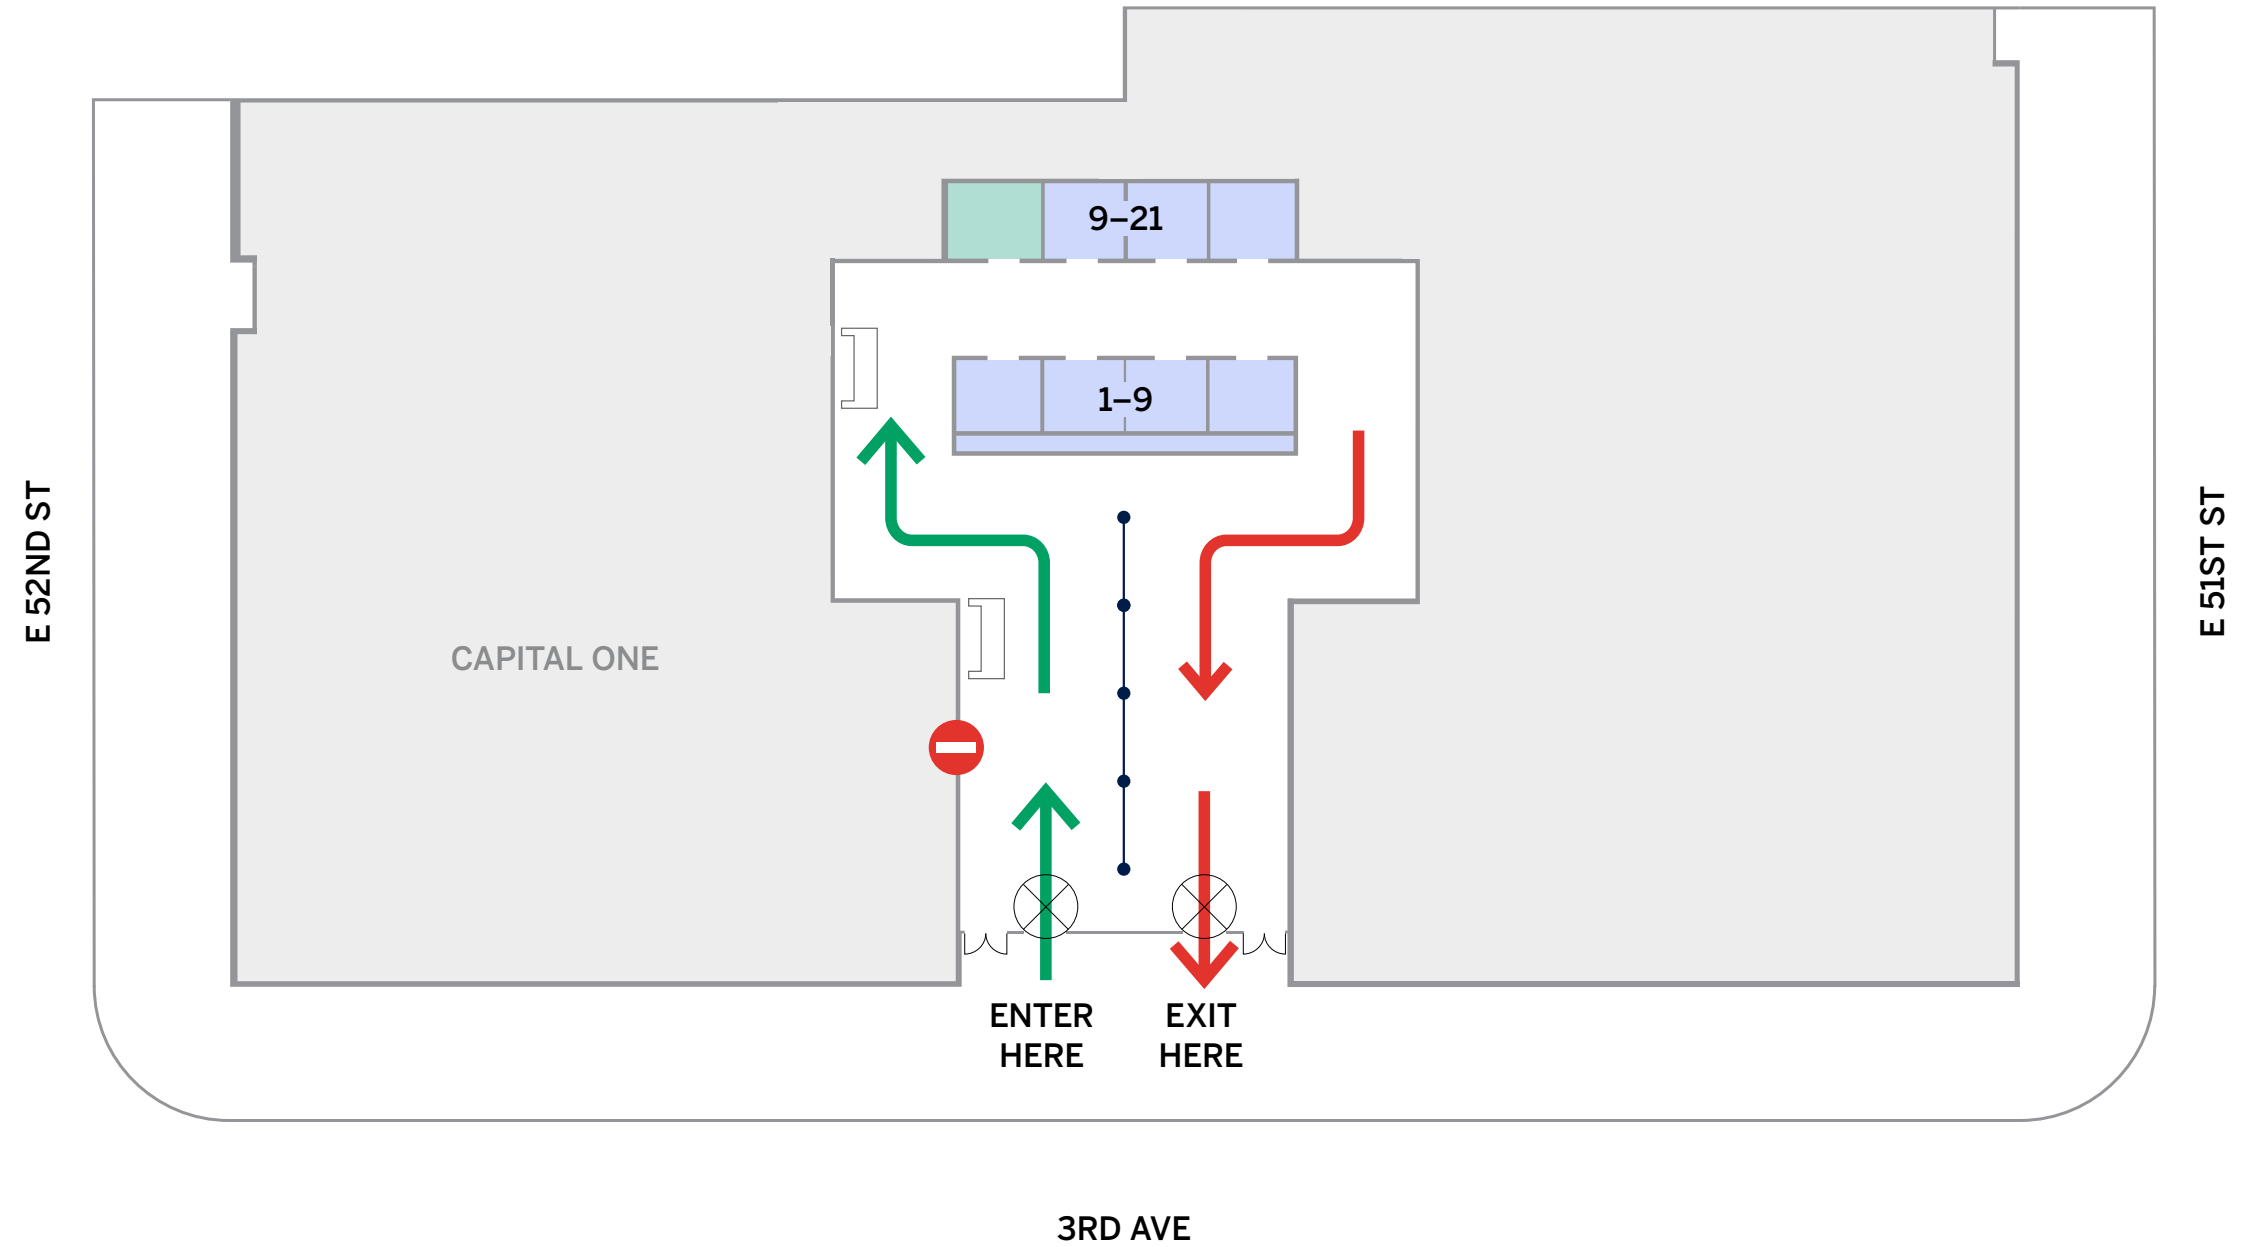 9–21
1–9
E 52ND ST
E 51ST ST
CAPITAL ONE
ENTER
HERE
EXIT
HERE
3RD AVE